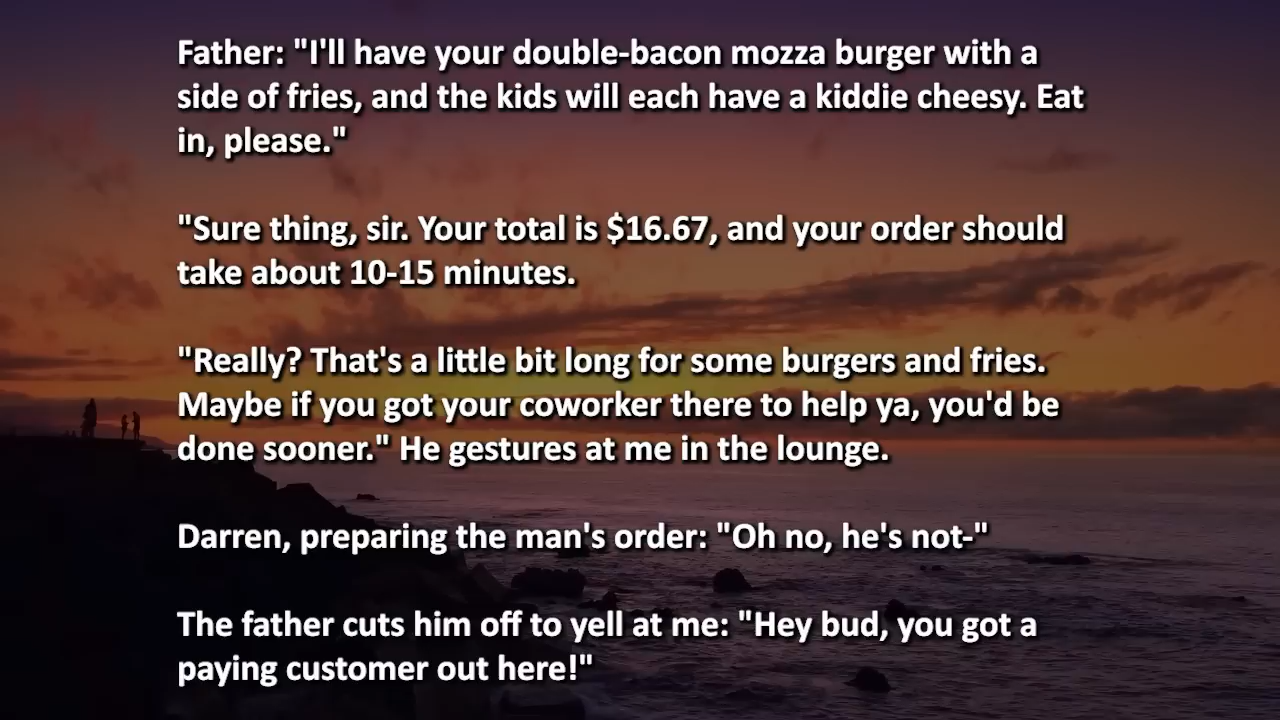 Father: "I'll have your double-bacon mozza burger with a
side of fries, and the kids will each have a kiddie cheesy. Eat
in, please."
"Sure thing, sir. Your total is $16.67, and your order should
take about 10-15 minutes.
"Really? That's a little bit long for some burgers and fries.
Maybe if you got your coworker there to help ya, you'd be
done sooner." He gestures at me in the lounge.
Darren, preparing the man's order: "Oh no, he's not-"
The father cuts him off to yell at me: "Hey bud, you got a
paying customer out here!"